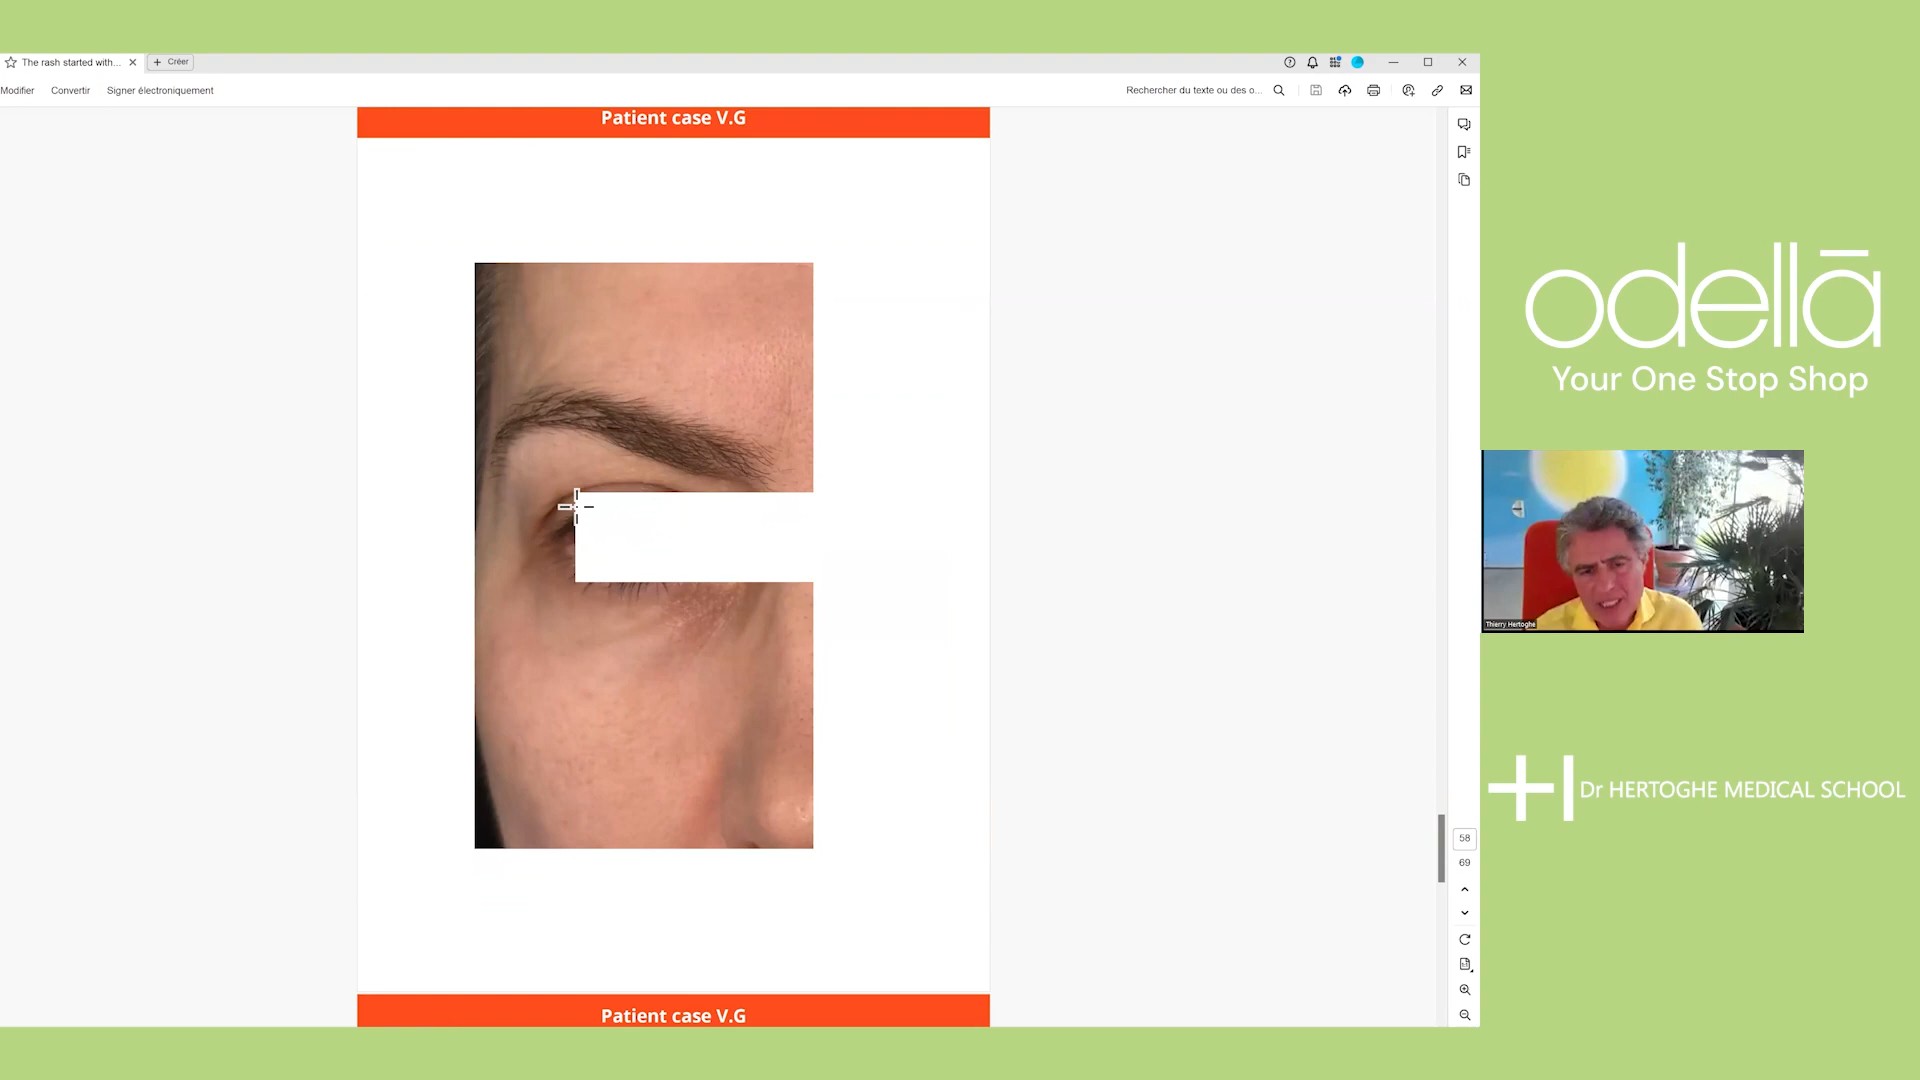 The rash started with...
Créer
Modifier
Convertir
Signer électroniquement
Rechercher du texte ou des o...
Patient case V.G
odellā
Your One Stop Shop
Thierry Hertoghe
Dr HERTOGHE MEDICAL SCHOOL
58
69
Patient case V.G